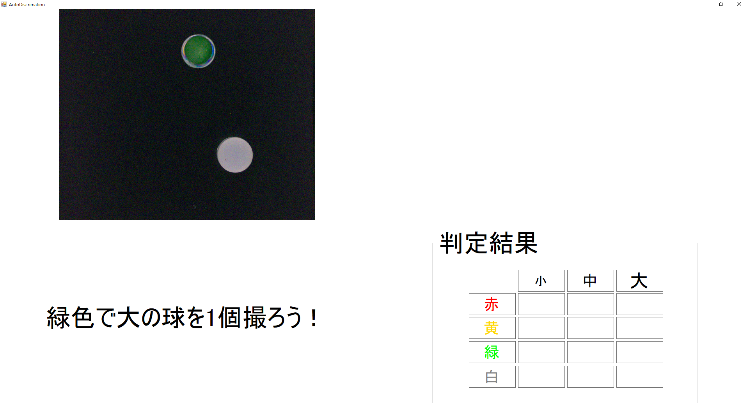 緑色で大の球を1個撮ろう！
判定結果
小 中 大
赤
黄
緑
白